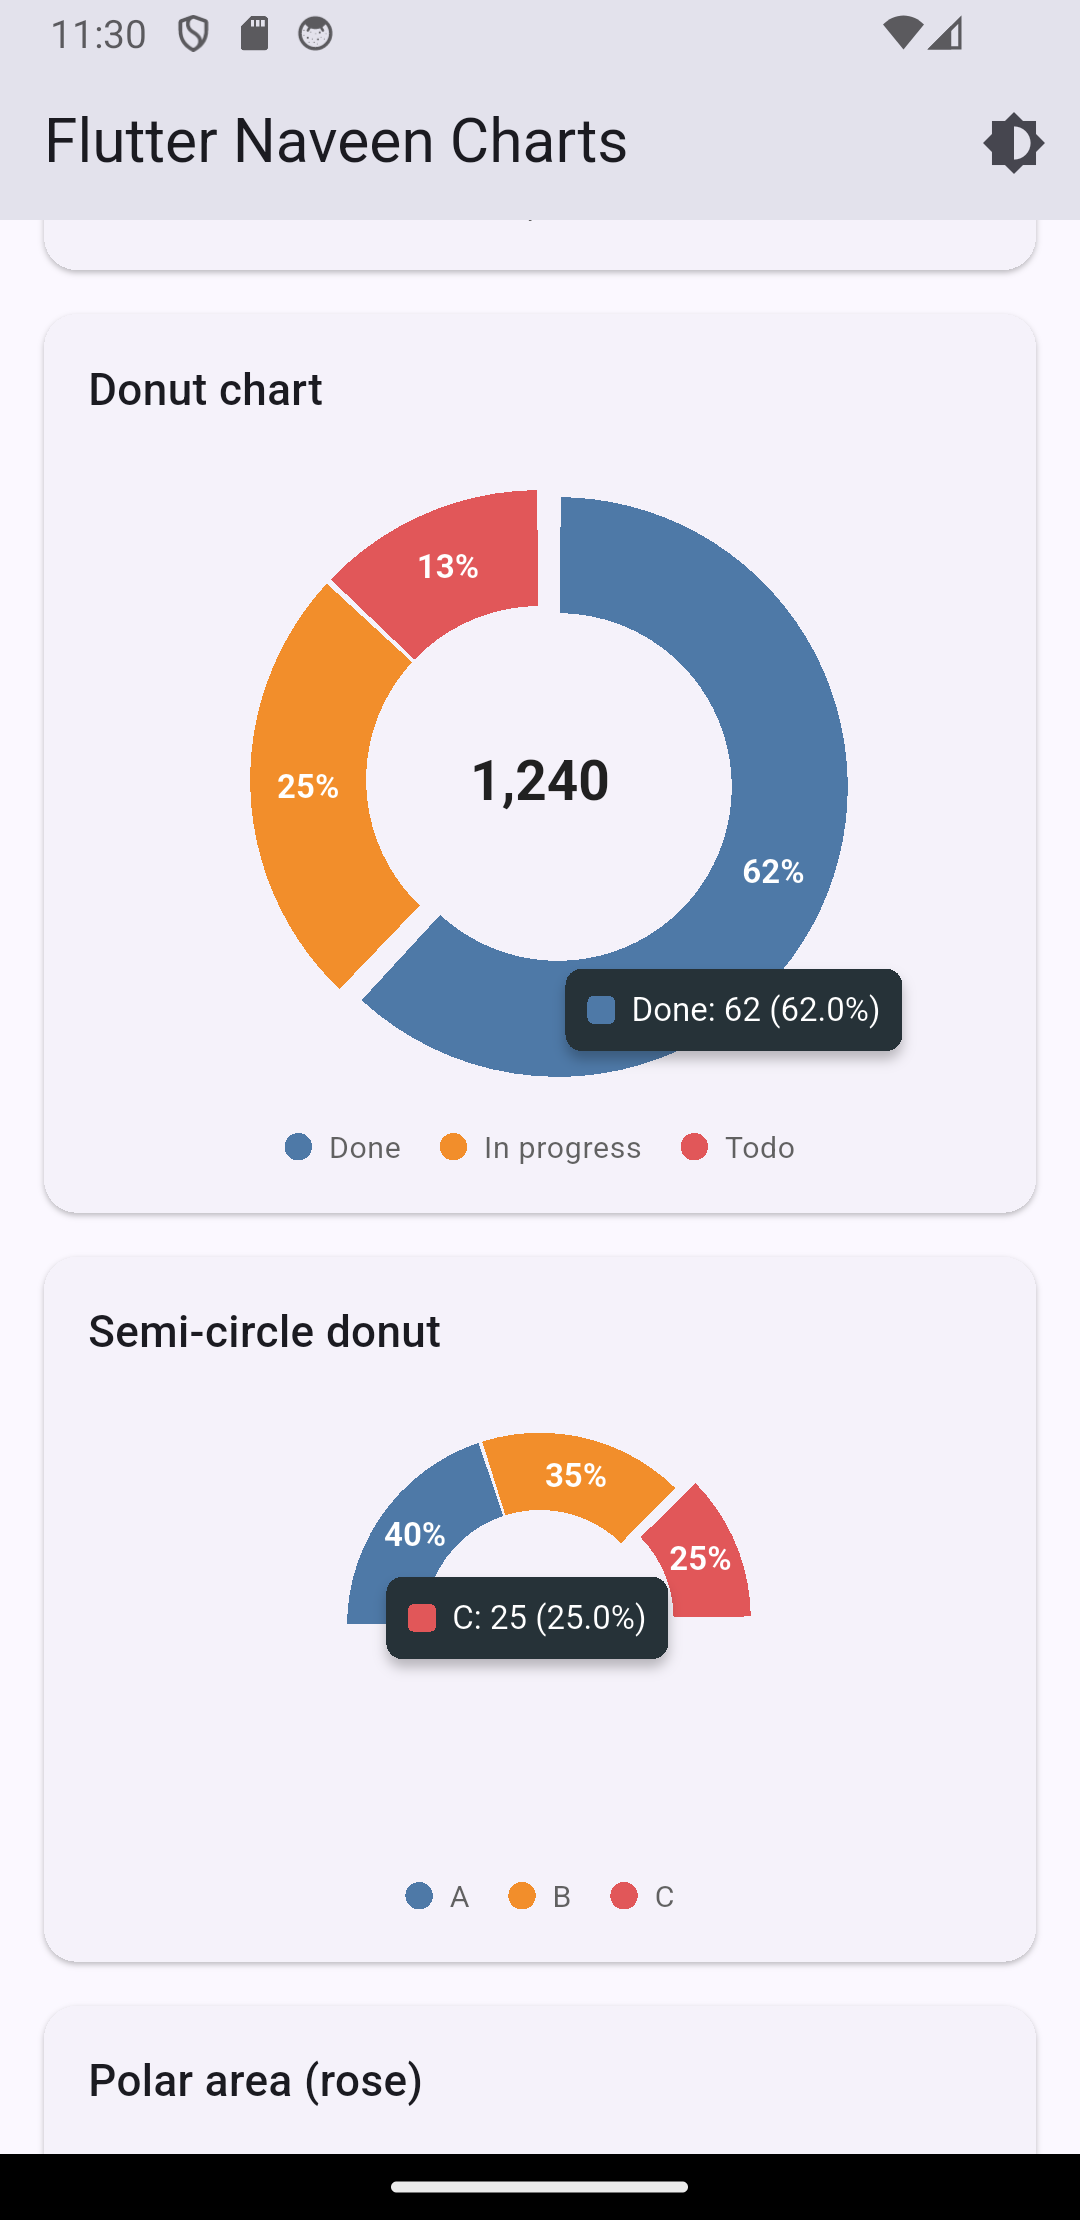 11:30
Flutter Naveen Charts
Donut chart
13%
25%
1,240
62%
Done: 62 (62.0%)
Done In progress Todo
Semi-circle donut
35%
40%
25%
C: 25 (25.0%)
A B C
Polar area (rose)